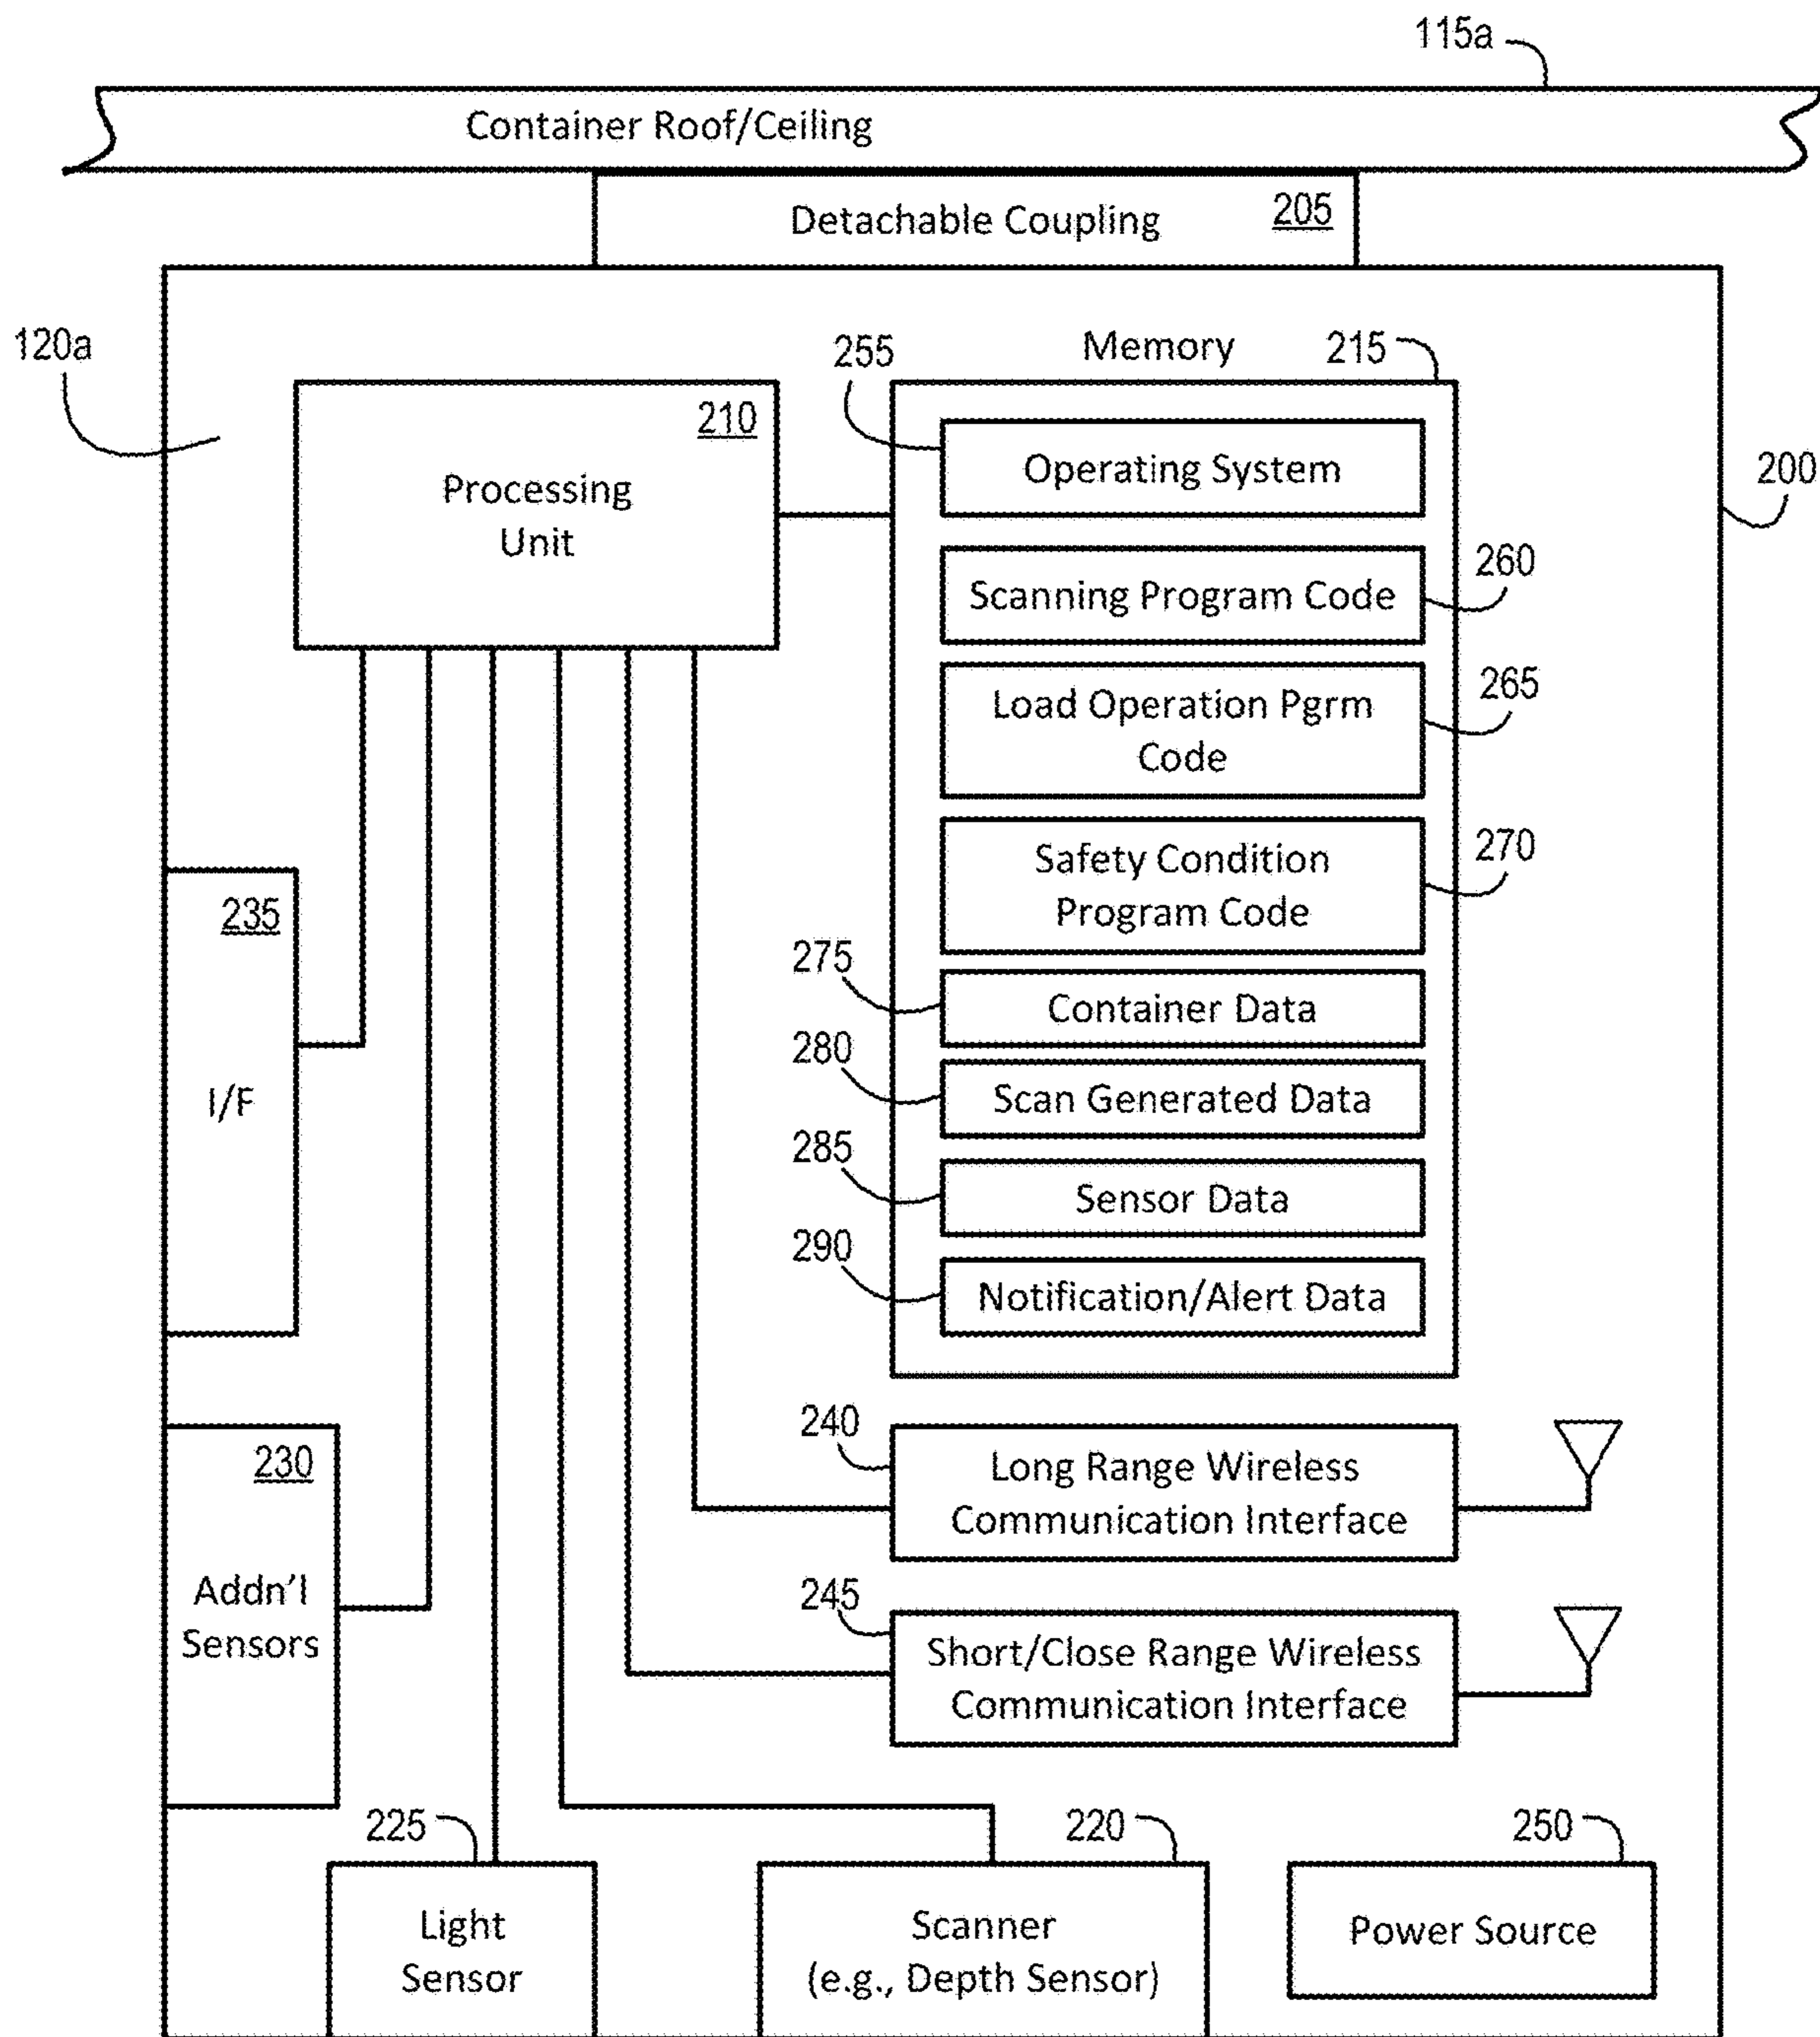 115a
Container Roof/Ceiling
Detachable Coupling 205
120a
255
Memory
215
210
Processing
Unit
Operating System
200
260
Scanning Program Code
265
Load Operation Pgrm
Code
270
Safety Condition
Program Code
235
I/F
275
Container Data
280
Scan Generated Data
285
Sensor Data
290
Notification/Alert Data
240
Long Range Wireless
Communication Interface
230
Addn'l
Sensors
245
Short/Close Range Wireless
Communication Interface
225
220
250
Light
Sensor
Scanner
(e.g., Depth Sensor)
Power Source